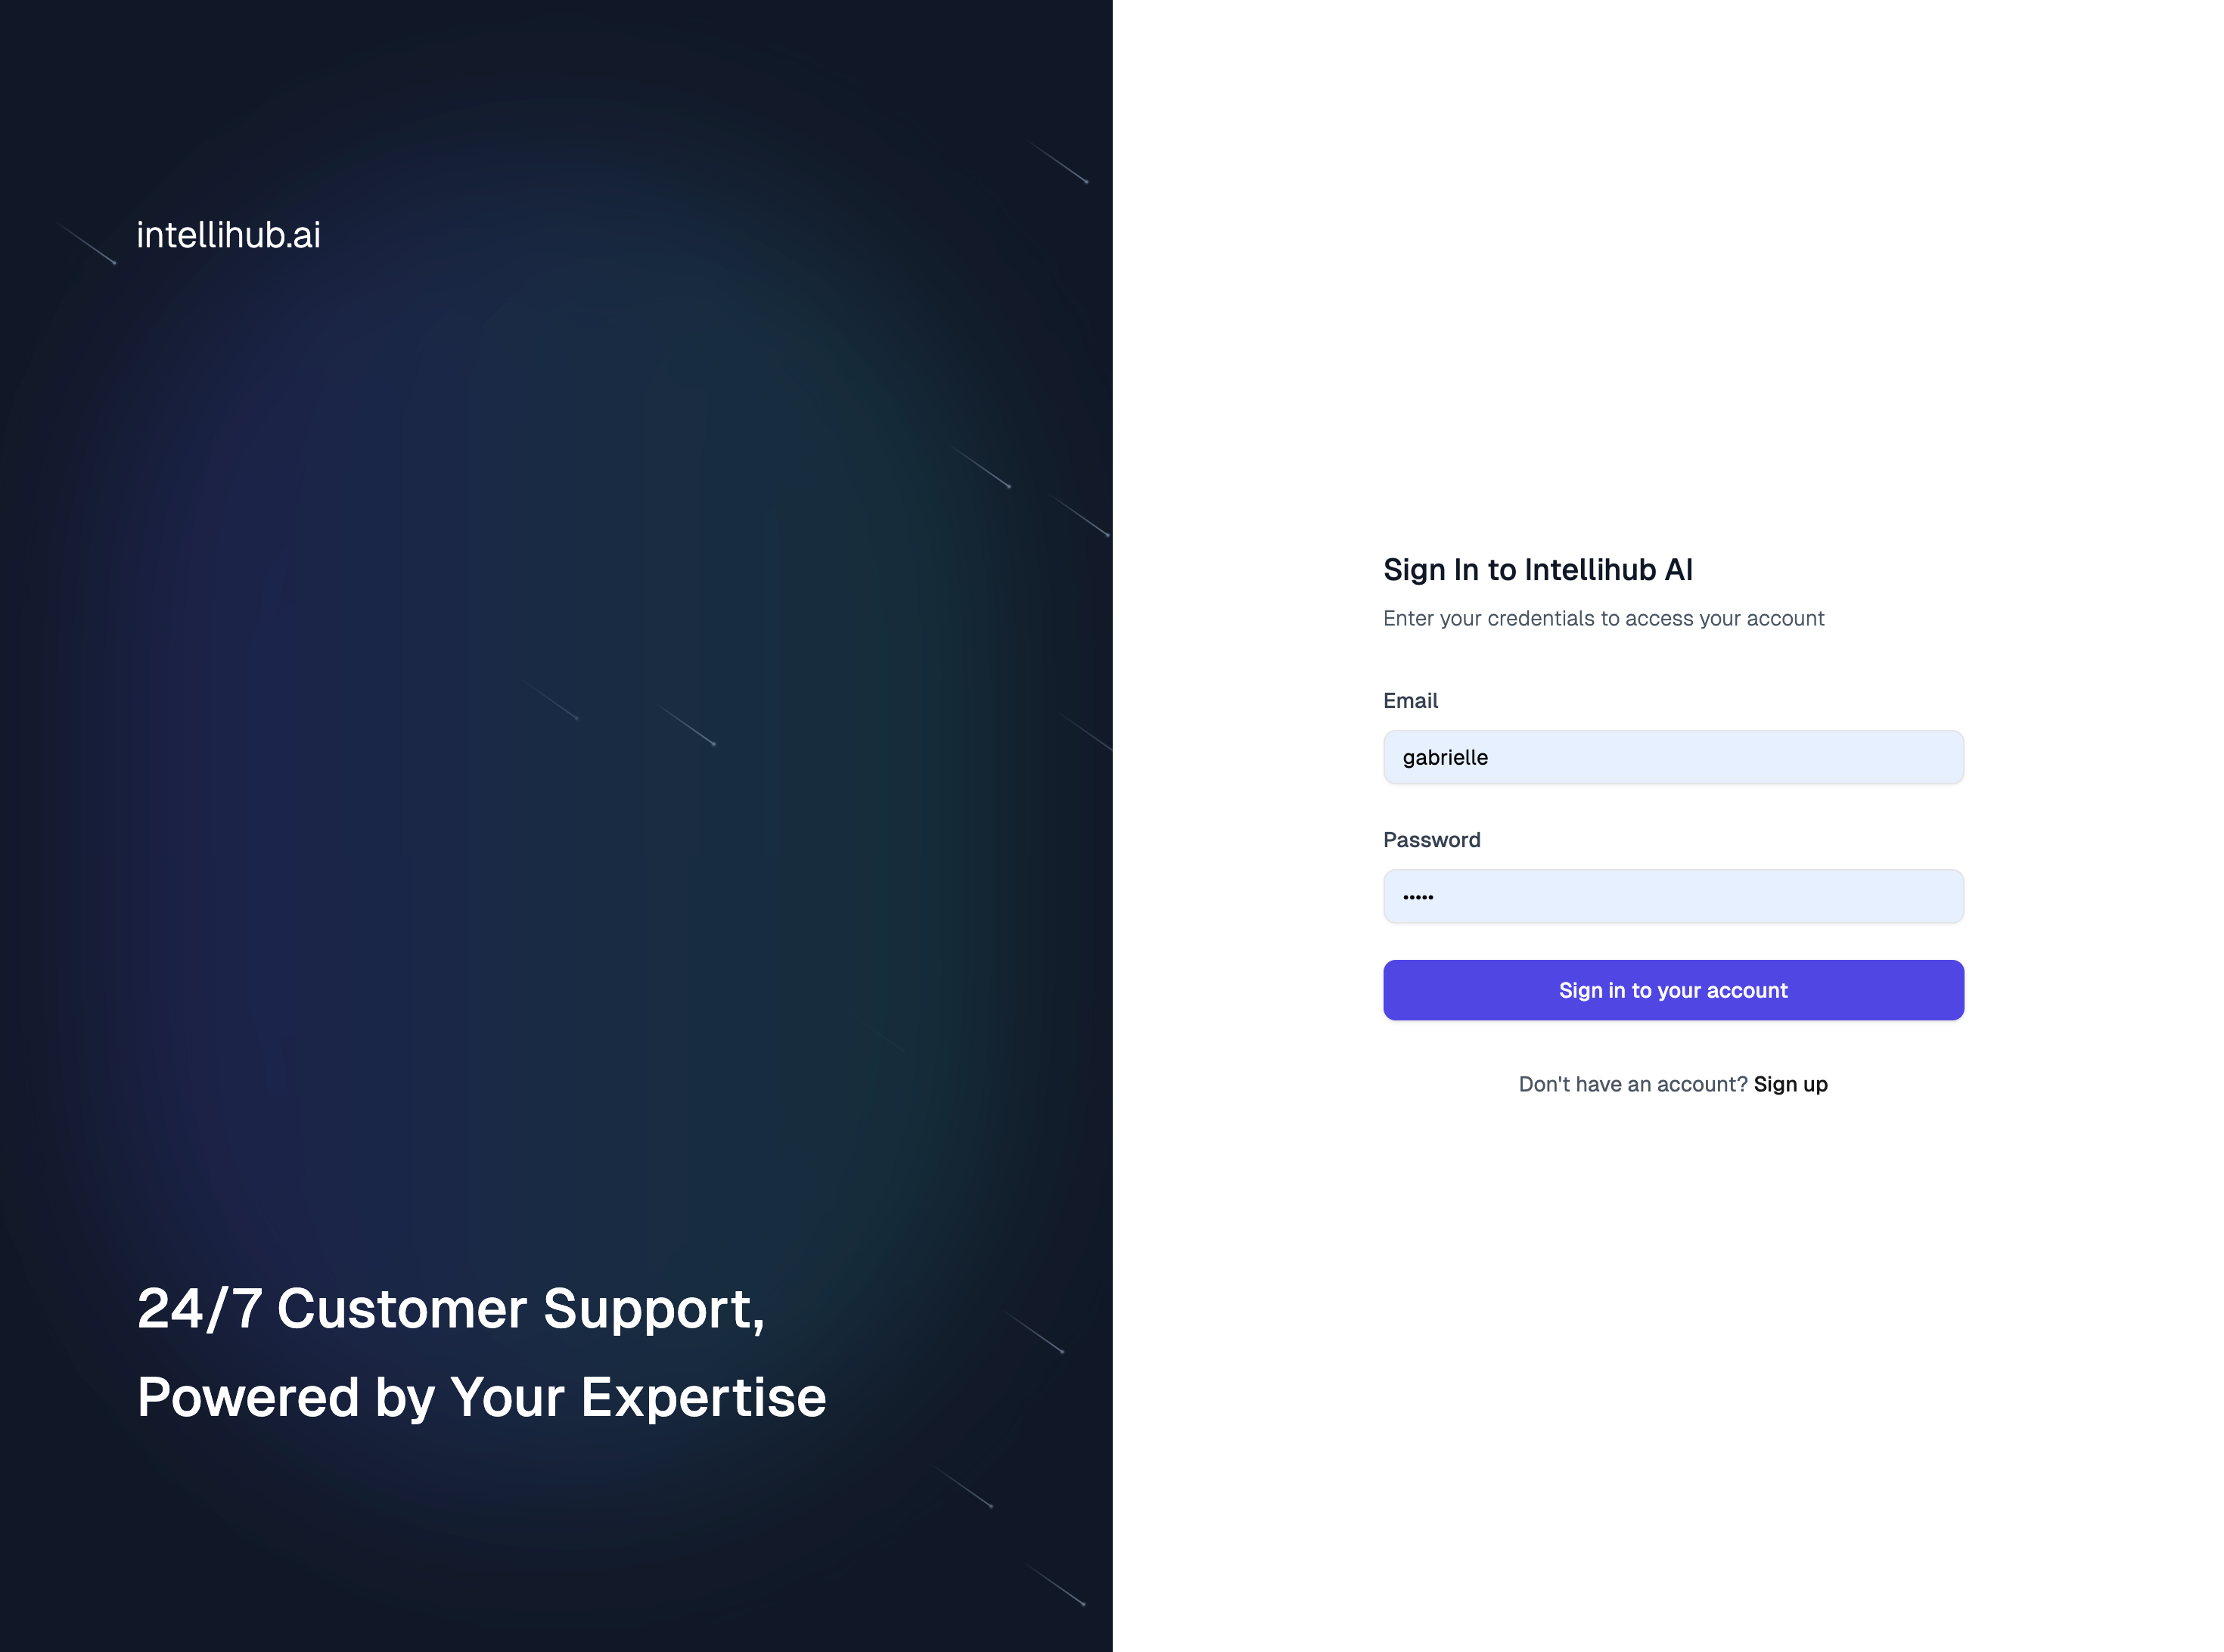 intellihub.ai
24/7 Customer Support,
Powered by Your Expertise
Sign In to Intellihub AI
Enter your credentials to access your account
Email
gabrielle
Password
•••••
Sign in to your account
Don't have an account? Sign up